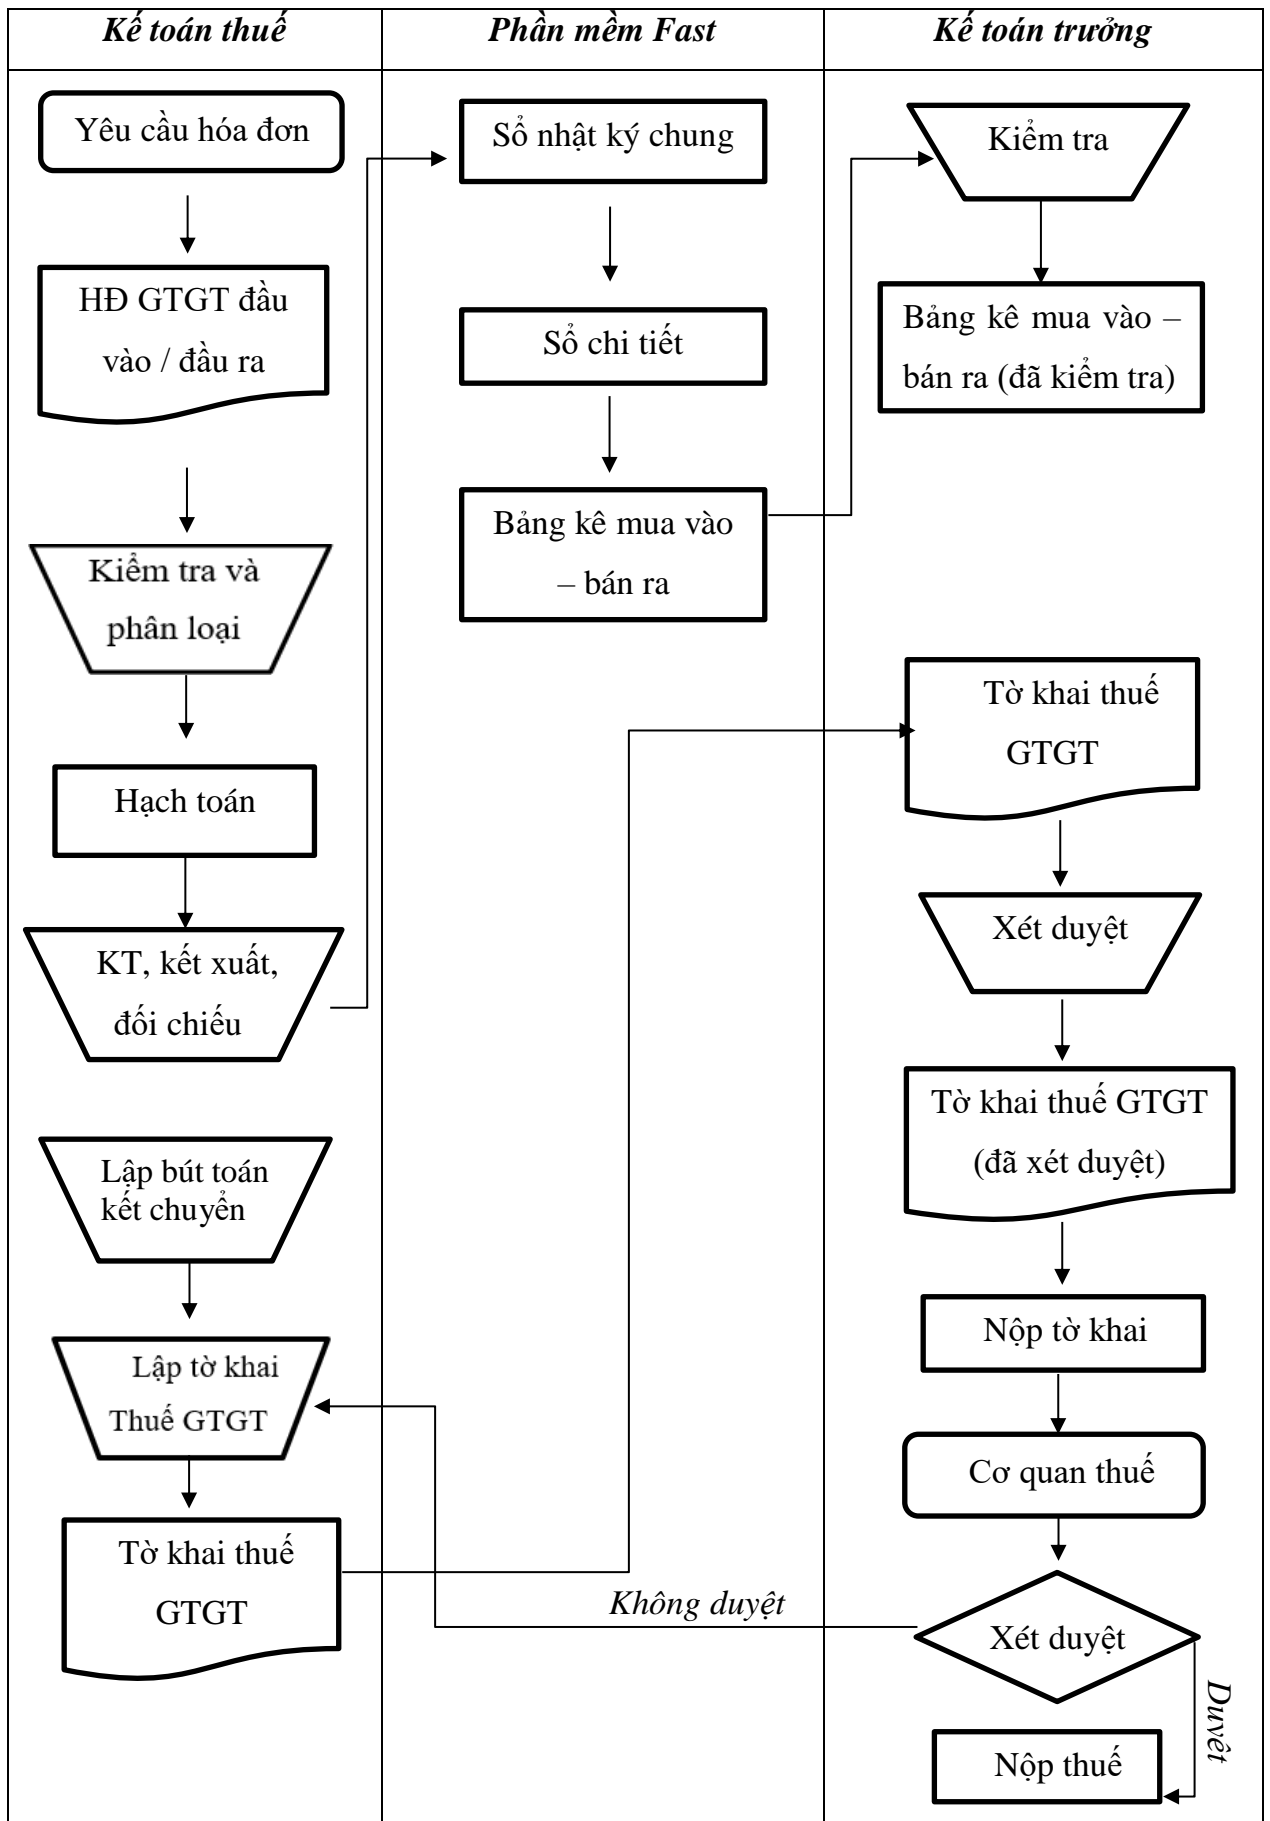 Kế toán thuế
Phần mềm Fast
Kế toán trưởng
Yêu cầu hóa đơn
HĐ GTGT đầu
vào / đầu ra
Kiểm tra và
phân loại
Hạch toán
KT, kết xuất,
đối chiếu
Lập bút toán
kết chuyển
Lập tờ khai
Thuế GTGT
Tờ khai thuế
GTGT
Sổ nhật ký chung
Sổ chi tiết
Bảng kê mua vào
– bán ra
Kiểm tra
Bảng kê mua vào –
bán ra (đã kiểm tra)
Tờ khai thuế
GTGT
Xét duyệt
Tờ khai thuế GTGT
(đã xét duyệt)
Nộp tờ khai
Cơ quan thuế
Không duyệt
Xét duyệt
Duyệt
Nộp thuế